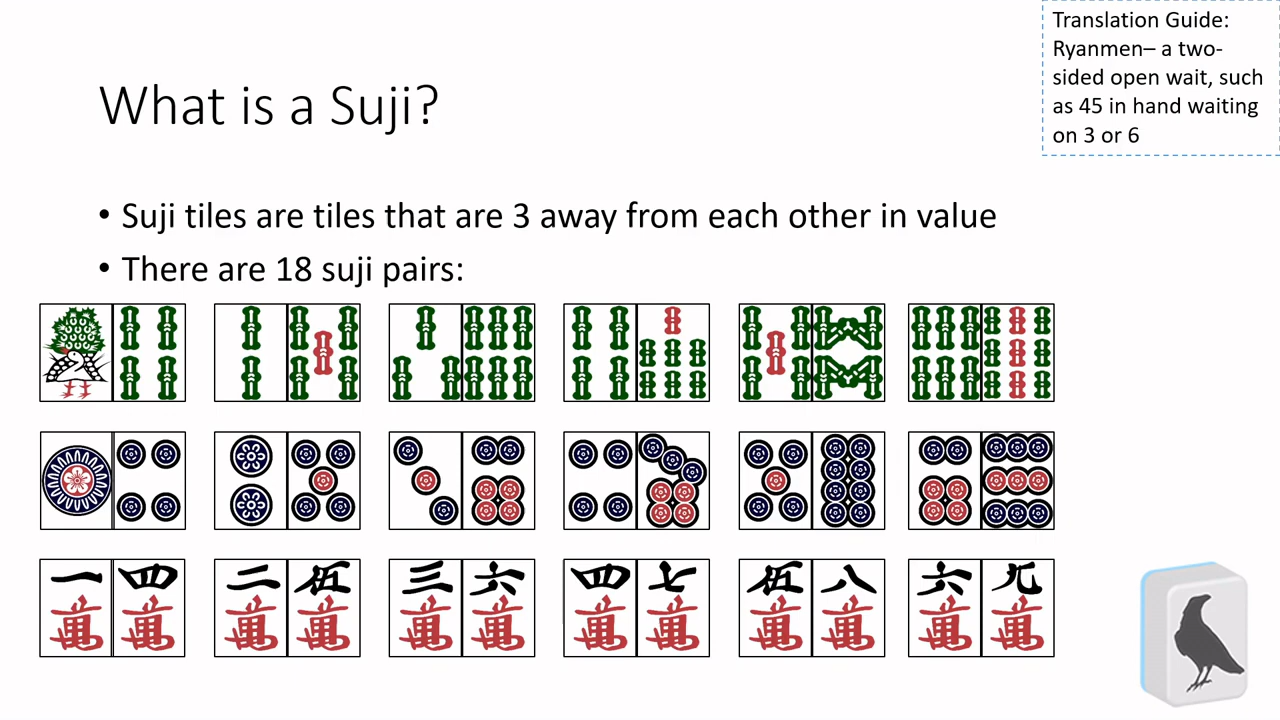 Translation Guide:
Ryanmen– a two-
sided open wait, such
as 45 in hand waiting
on 3 or 6
What is a Suji?
• Suji tiles are tiles that are 3 away from each other in value
• There are 18 suji pairs:
一 四 二 伍 三 六 四 七 伍 八 六 九
萬 萬 萬 萬 萬 萬 萬 萬 萬 萬 萬 萬